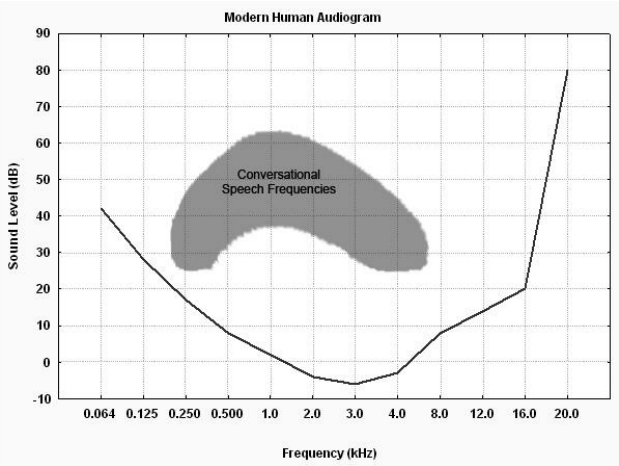 Modern Human Audiogram
90
80
70
60
50
40
30
20
10
0
-10
Sound Level (dB)
Conversational
Speech Frequencies
0.064 0.125 0.250 0.500 1.0 2.0 3.0 4.0 8.0 12.0 16.0 20.0
Frequency (kHz)